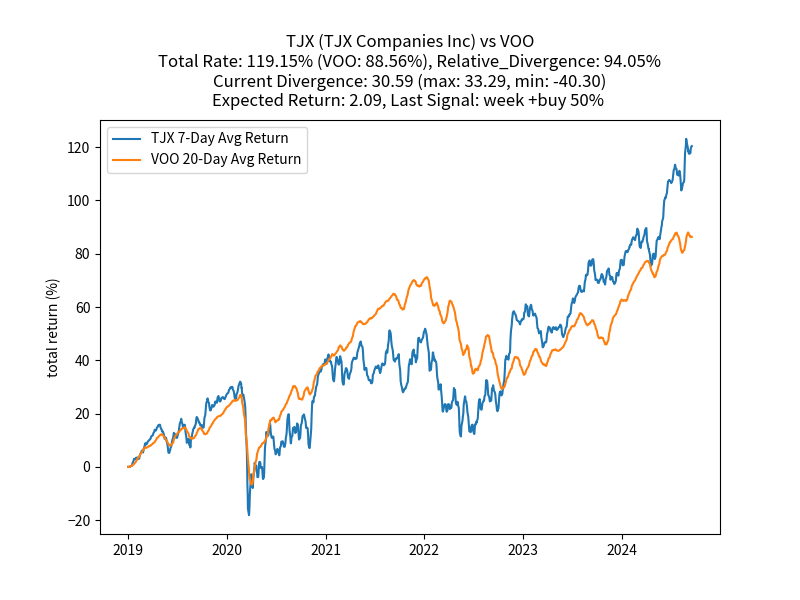 TJX (TJX Companies Inc) vs VOO
Total Rate: 119.15% (VOO: 88.56%), Relative_Divergence: 94.05%
Current Divergence: 30.59 (max: 33.29, min: -40.30)
Expected Return: 2.09, Last Signal: week +buy 50%
TJX 7-Day Avg Return
VOO 20-Day Avg Return
total return (%)
120
100
80
60
40
20
0
−20
2019 2020 2021 2022 2023 2024